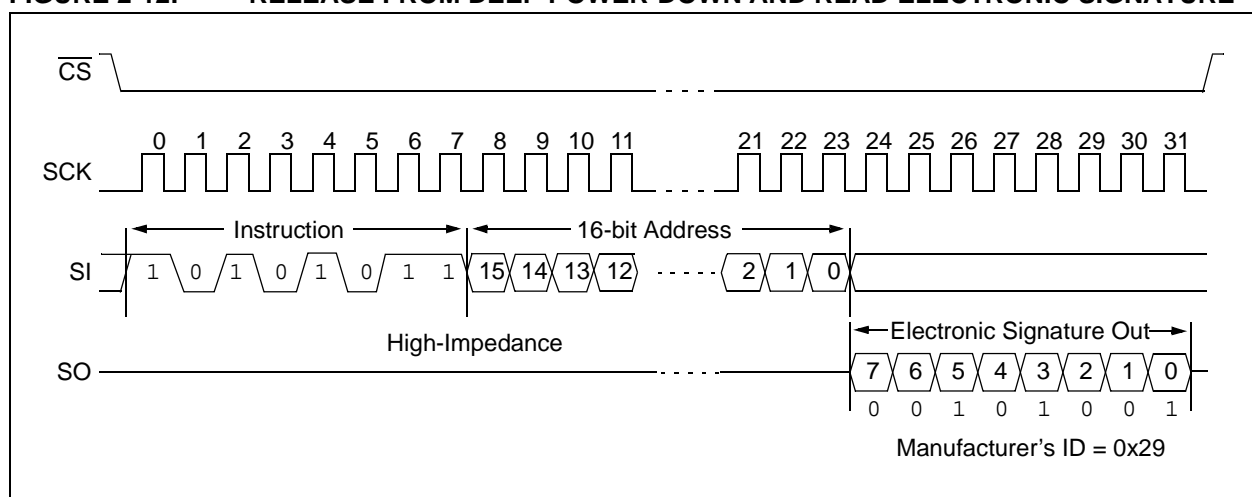 FIGURE 2-12: RELEASE FROM DEEP POWER-DOWN AND READ ELECTRONIC SIGNATURE
CS
0 1 2 3 4 5 6 7 8 9 10 11 21 22 23 24 25 26 27 28 29 30 31
SCK
Instruction 16-bit Address
SI 1 0 1 0 1 0 1 1 15 14 13 12 2 1 0
High-Impedance Electronic Signature Out
SO 7 6 5 4 3 2 1 0
0 0 1 0 1 0 0 1
Manufacturer's ID = 0x29